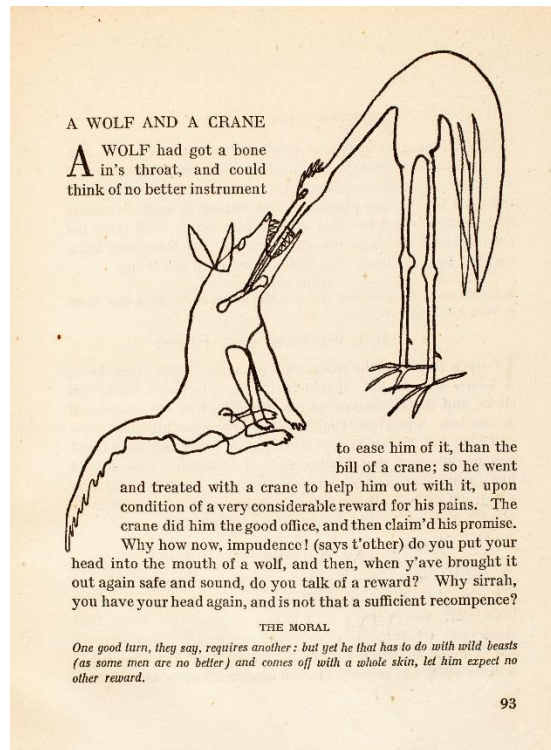 A WOLF AND A CRANE
A WOLF had got a bone
in's throat, and could
think of no better instrument
to ease him of it, than the
bill of a crane; so he went
and treated with a crane to help him out with it, upon
condition of a very considerable reward for his pains. The
crane did him the good office, and then claim'd his promise.
Why how now, impudence! (says t'other) do you put your
head into the mouth of a wolf, and then, when y'ave brought it
out again safe and sound, do you talk of a reward? Why sirrah,
you have your head again, and is not that a sufficient recompence?
THE MORAL
One good turn, they say, requires another: but yet he that has to do with wild beasts
(as some men are no better) and comes off with a whole skin, let him expect no
other reward.
93